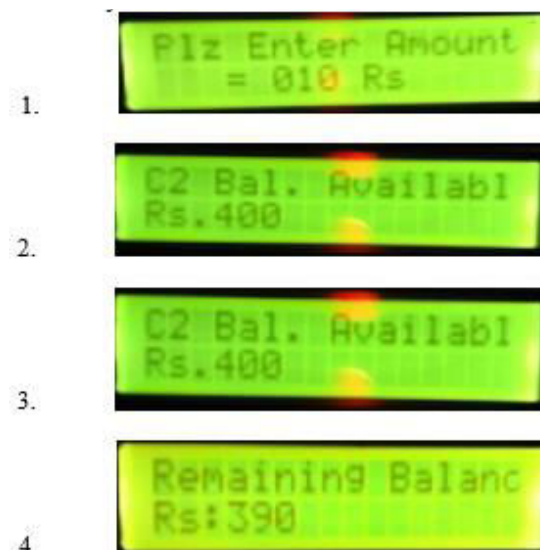 1.
Plz Enter Amount
= 010 Rs
2.
C2 Bal. Availabl
Rs.400
3.
C2 Bal. Availabl
Rs.400
4.
Remaining Balanc
Rs:390